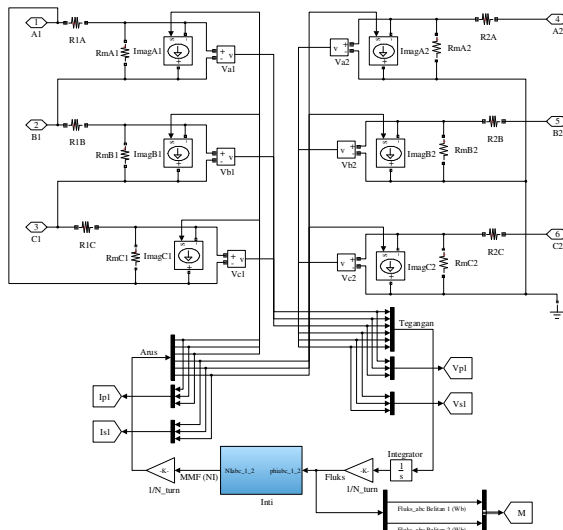 1
A1
R1A
RmA1
ImagA1
s
+
-
v
Va1
2
B1
R1B
RmB1
ImagB1
s
+
-
v
Vb1
3
C1
R1C
RmC1
ImagC1
s
+
-
v
Vc1
4
A2
R2A
RmA2
ImagA2
s
+
-
v
Va2
5
B2
R2B
RmB2
ImagB2
s
+
-
v
Vb2
6
C2
R2C
RmC2
ImagC2
s
+
-
v
Vc2
Arus
Tegangan
Ip1
Vp1
Is1
Vs1
-K-
1/N_turn
MMF (NI)
NIabc_1_2
phiabc_1_2
Inti
Fluks
-K-
1/N_turn
Integrator
1
s
Fluks_abc Belitan 1 (Wb)
Fluks_abc Belitan 2 (Wb)
M